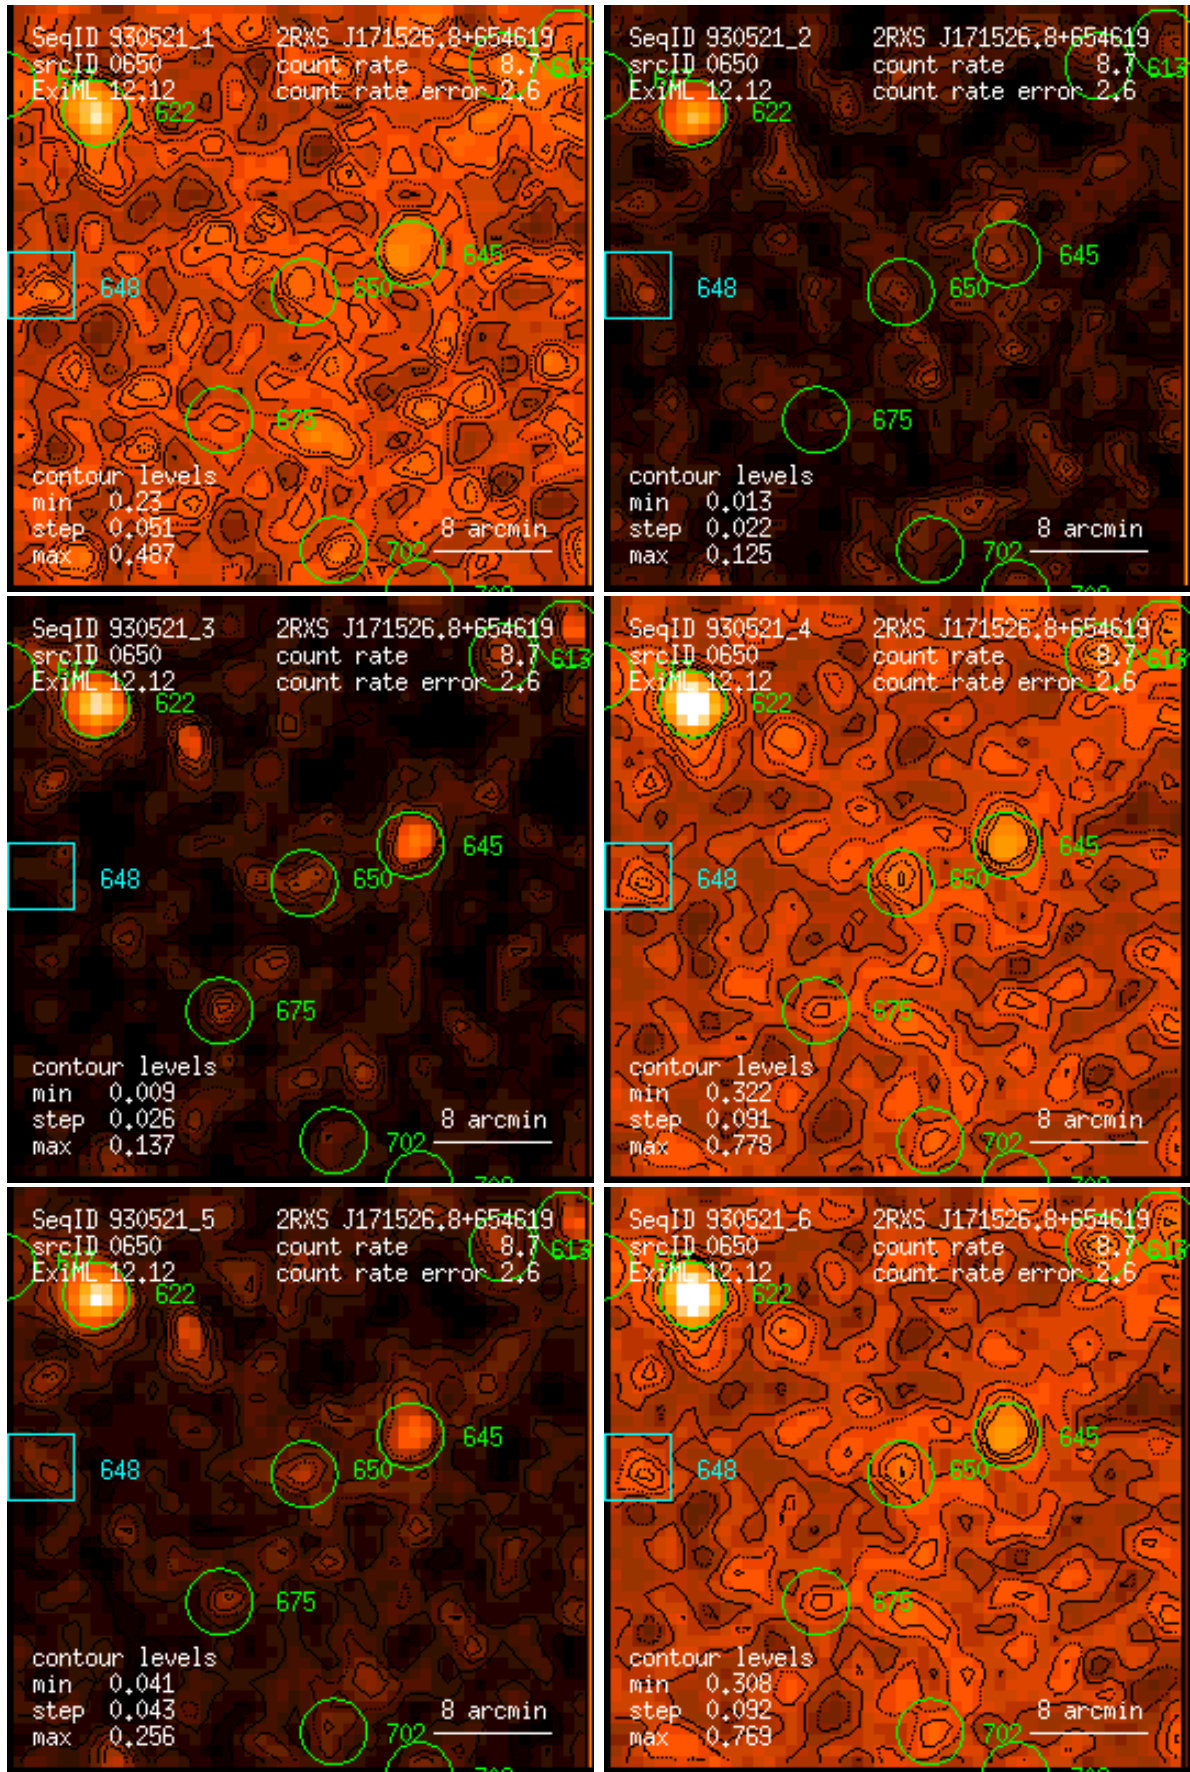 SeqID 930521_1 2RXS J171526.8+654619
srcID 0650 count rate 8.7 613
ExiML 12.12 count rate error 2.6
622
645
648 650
675
contour levels
min 0.23
step 0.051 8 arcmin
max 0.487 702
SeqID 930521_2 2RXS J171526.8+654619
srcID 0650 count rate 8.7 613
ExiML 12.12 count rate error 2.6
622
645
648 650
675
contour levels
min 0.013
step 0.022 8 arcmin
max 0.125 702
SeqID 930521_3 2RXS J171526.8+654619
srcID 0650 count rate 8.7 613
ExiML 12.12 count rate error 2.6
622
645
648 650
675
contour levels
min 0.009
step 0.026 8 arcmin
max 0.137 702
SeqID 930521_4 2RXS J171526.8+654619
srcID 0650 count rate 8.7 613
ExiML 12.12 count rate error 2.6
622
645
648 650
675
contour levels
min 0.322
step 0.091 8 arcmin
max 0.778 702
SeqID 930521_5 2RXS J171526.8+654619
srcID 0650 count rate 8.7 613
ExiML 12.12 count rate error 2.6
622
645
648 650
675
contour levels
min 0.041
step 0.043 8 arcmin
max 0.256 702
SeqID 930521_6 2RXS J171526.8+654619
srcID 0650 count rate 8.7 613
ExiML 12.12 count rate error 2.6
622
645
648 650
675
contour levels
min 0.308
step 0.092 8 arcmin
max 0.769 702